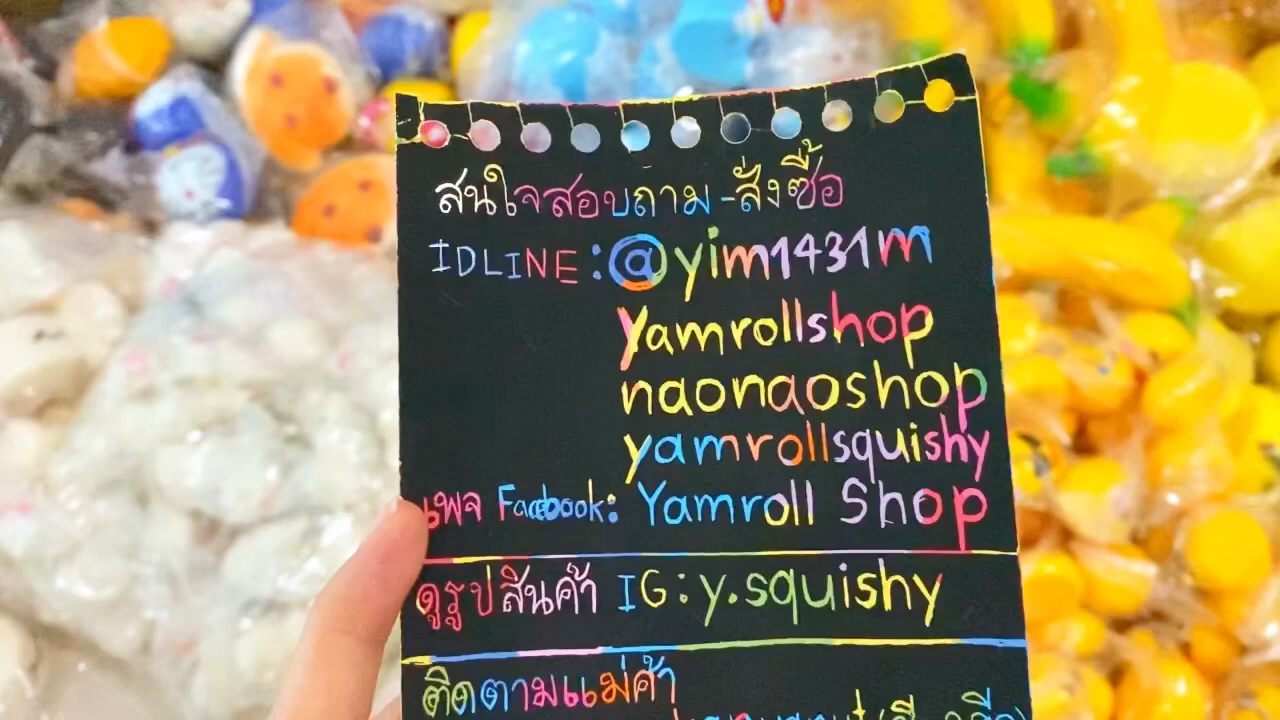 สนใจสอบถาม-สั่งซื้อ
IDLINE:@yim1431m
Yamrollshop
naonaoshop
yamrollsquishy
เพจ Facebook: Yamroll Shop
ดูรูปสินค้า IG:y.squishy
ติดตามแม่ค้า